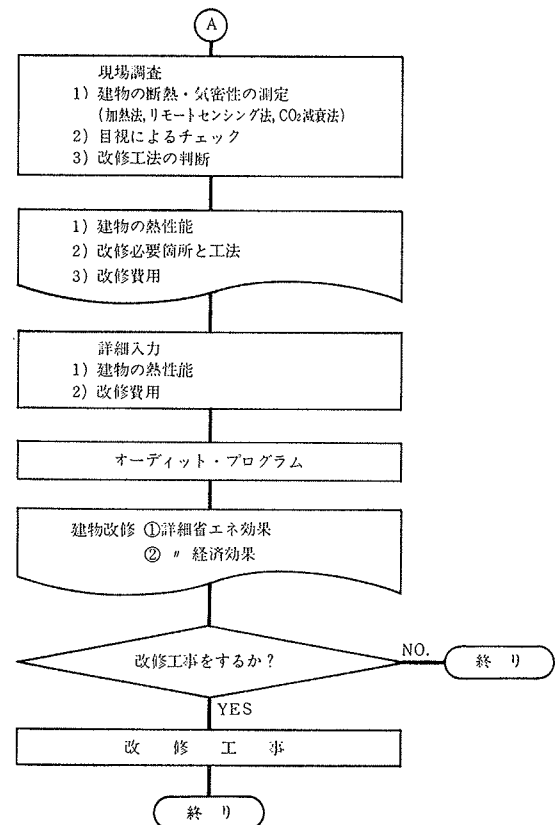 A
現場調査
1) 建物の断熱・気密性の測定
(加熱法,リモートセンシング法,CO₂減衰法)
2) 目視によるチェック
3) 改修工法の判断
1) 建物の熱性能
2) 改修必要箇所と工法
3) 改修費用
詳細入力
1) 建物の熱性能
2) 改修費用
オーディット・プログラム
建物改修 ①詳細省エネ効果
② 〃 経済効果
改修工事をするか?
NO.
終り
YES
改修工事
終り